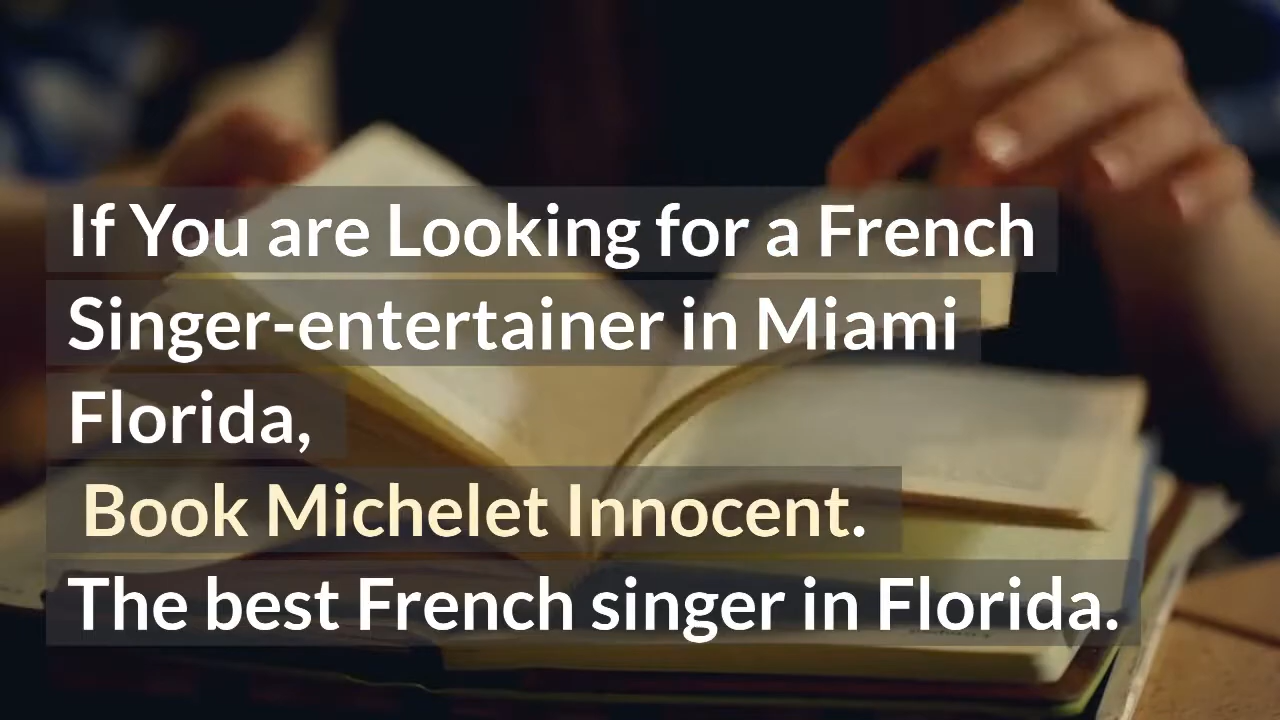 If You are Looking for a French
Singer-entertainer in Miami
Florida,
Book Michelet Innocent.
The best French singer in Florida.